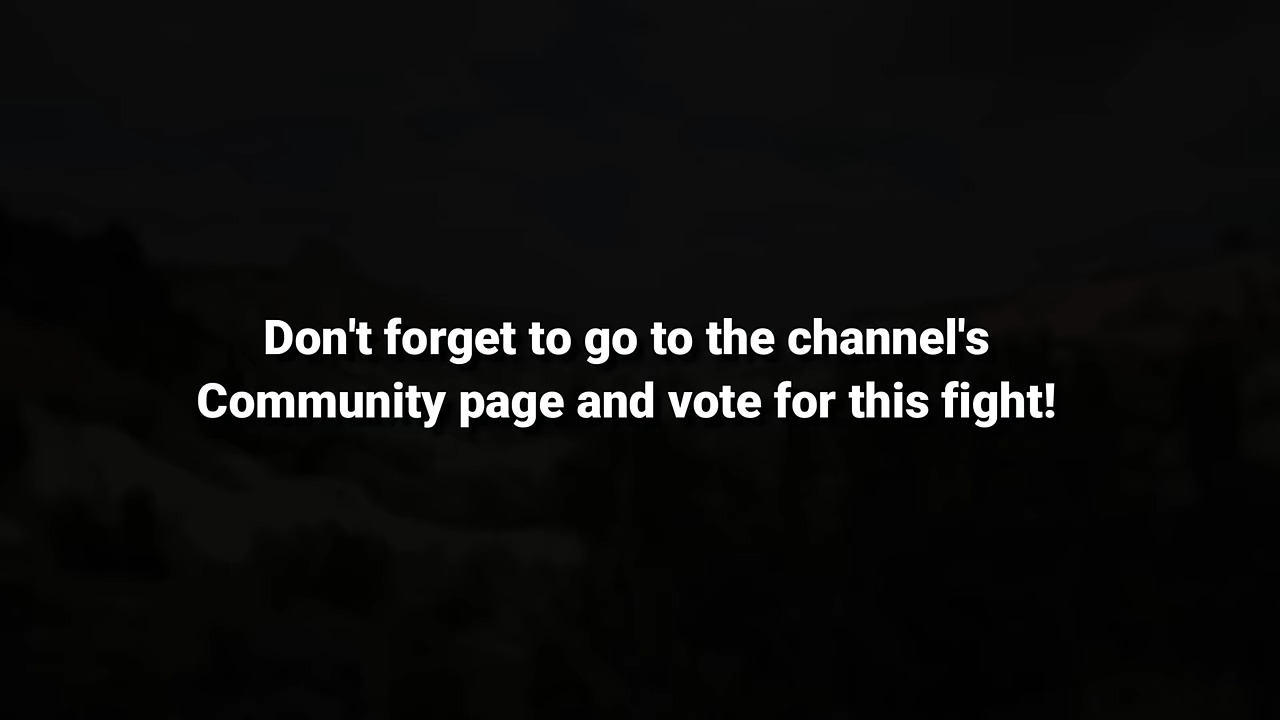 Don't forget to go to the channel's
Community page and vote for this fight!